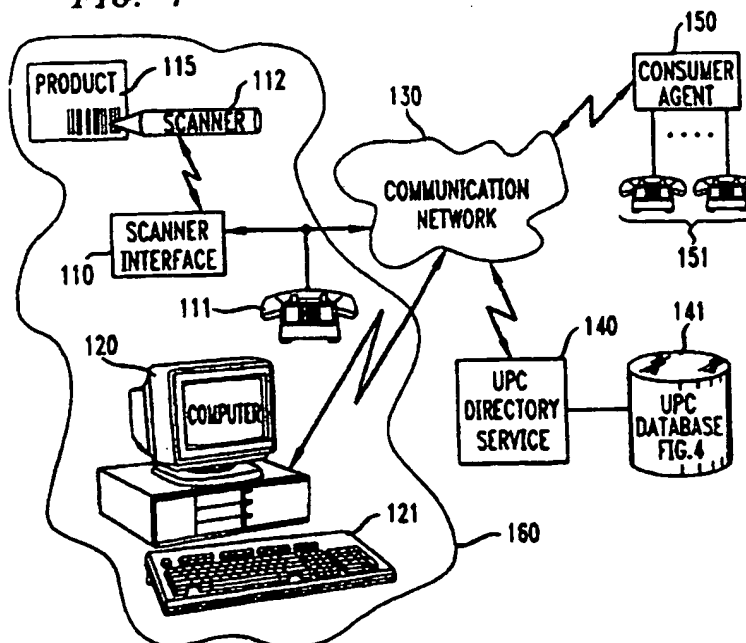 FIG. 1
PRODUCT
115
112
SCANNER
150
CONSUMER
AGENT
130
COMMUNICATION
NETWORK
151
SCANNER
INTERFACE
110
111
140
141
UPC
DIRECTORY
SERVICE
UPC
DATABASE
FIG.4
120
COMPUTER
121
160